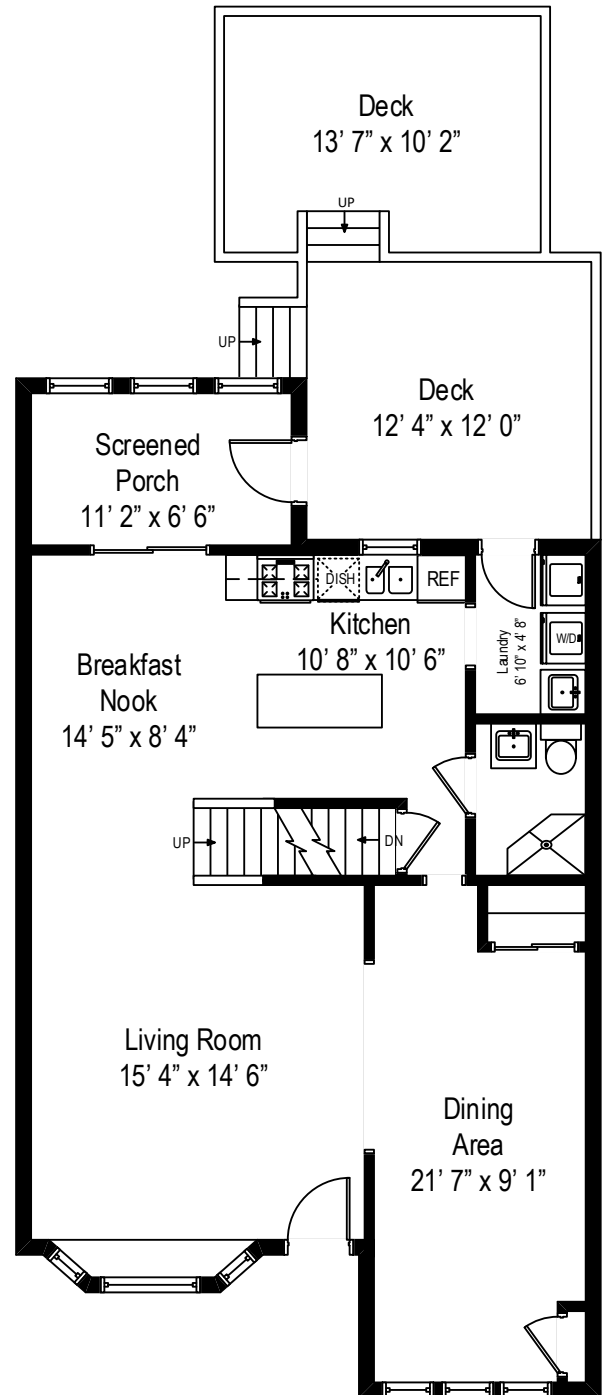 Deck
13’ 7” x 10’ 2”
UP
UP
Deck
12’ 4” x 12’ 0”
Screened
Porch
11’ 2” x 6’ 6”
DISH
REF
Kitchen
10’ 8” x 10’ 6”
Laundry
6’ 10” x 4’ 8”
W/D
Breakfast
Nook
14’ 5” x 8’ 4”
UP
DN
Living Room
15’ 4” x 14’ 6”
Dining
Area
21’ 7” x 9’ 1”